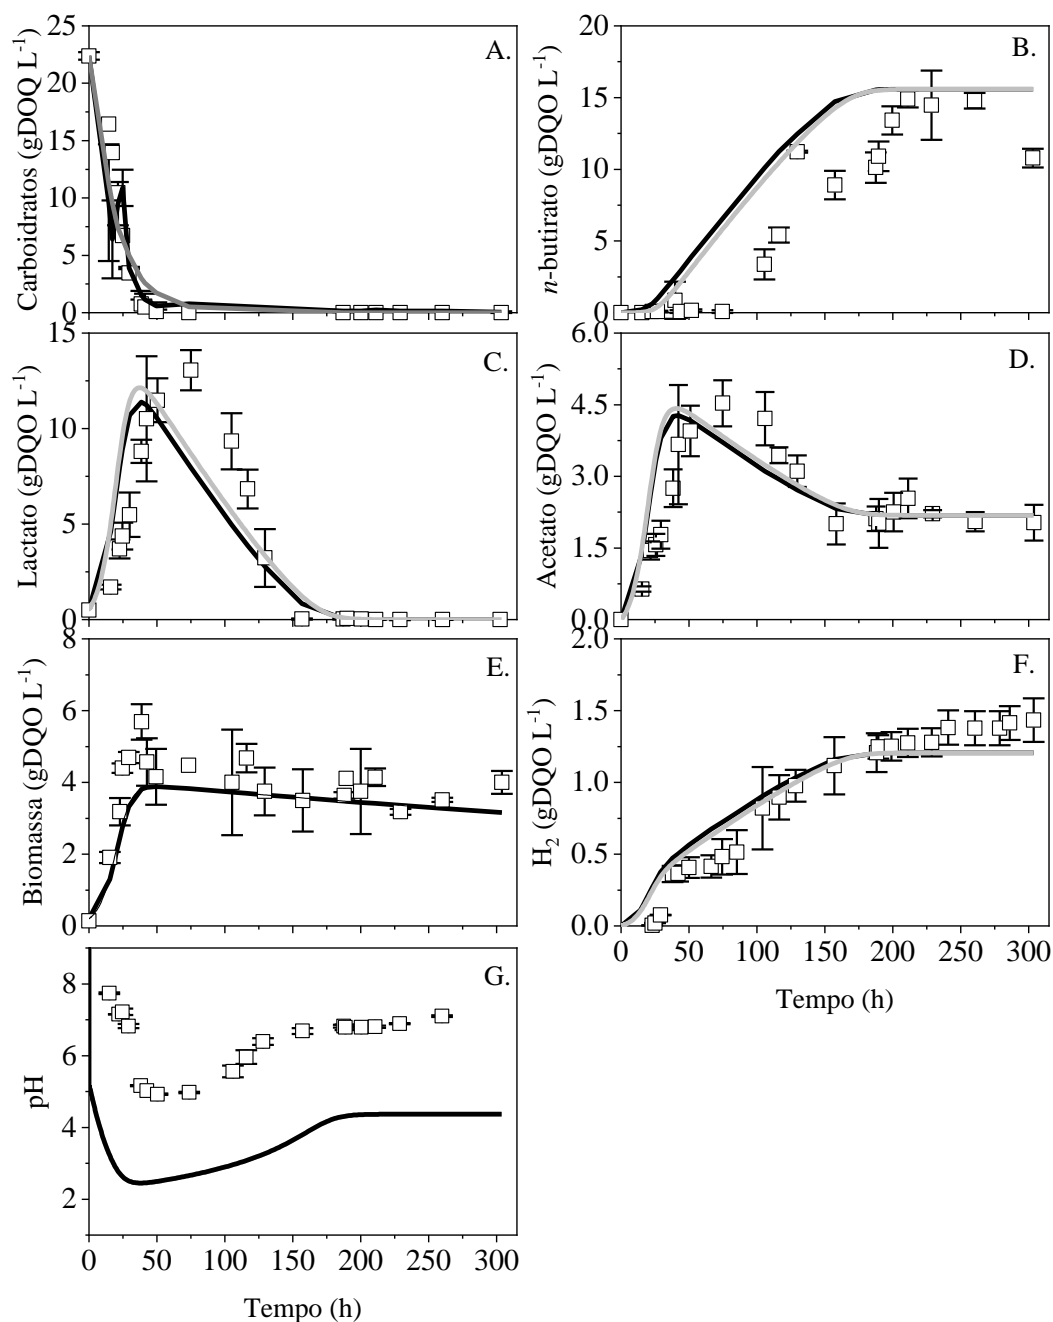 A.
Carboidratos (gDOQ L⁻¹)
25
20
15
10
5
0
B.
n-butirato (gDQO L⁻¹)
20
15
10
5
0
C.
Lactato (gDQO L⁻¹)
15
10
5
0
D.
Acetato (gDQO L⁻¹)
6.0
4.5
3.0
1.5
0.0
E.
Biomassa (gDQO L⁻¹)
8
6
4
2
0
F.
H₂ (gDQO L⁻¹)
2.0
1.5
1.0
0.5
0.0
0 50 100 150 200 250 300
Tempo (h)
G.
pH
8
6
4
2
0 50 100 150 200 250 300
Tempo (h)